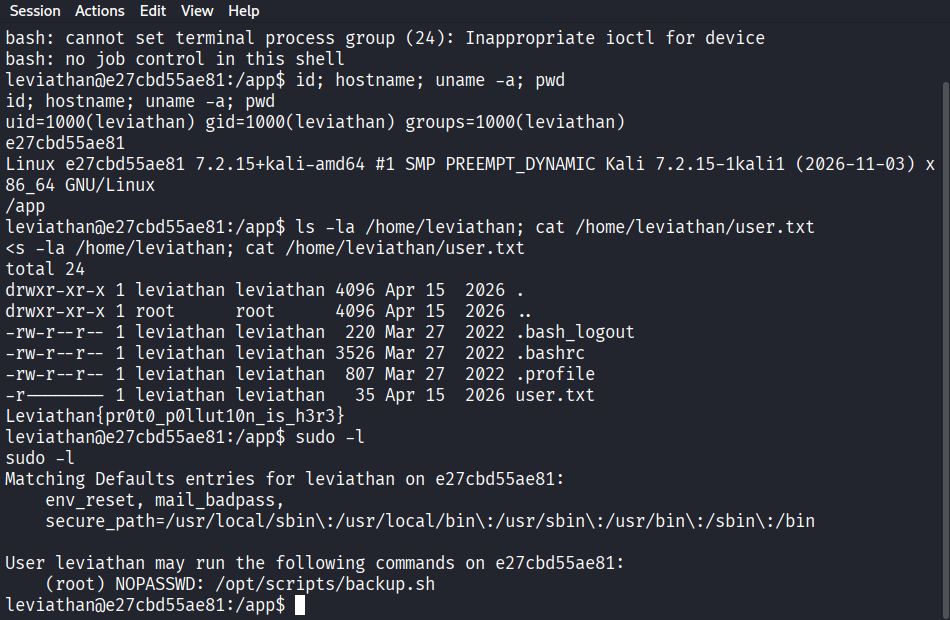 Session Actions Edit View Help
bash: cannot set terminal process group (24): Inappropriate ioctl for device
bash: no job control in this shell
leviathan@e27cbd55ae81:/app$ id; hostname; uname -a; pwd
id; hostname; uname -a; pwd
uid=1000(leviathan) gid=1000(leviathan) groups=1000(leviathan)
e27cbd55ae81
Linux e27cbd55ae81 7.2.15+kali-amd64 #1 SMP PREEMPT_DYNAMIC Kali 7.2.15-1kali1 (2026-11-03) x
86_64 GNU/Linux
/app
leviathan@e27cbd55ae81:/app$ ls -la /home/leviathan; cat /home/leviathan/user.txt
<s -la /home/leviathan; cat /home/leviathan/user.txt
total 24
drwxr-xr-x 1 leviathan leviathan 4096 Apr 15  2026 .
drwxr-xr-x 1 root      root      4096 Apr 15  2026 ..
-rw-r--r-- 1 leviathan leviathan  220 Mar 27  2022 .bash_logout
-rw-r--r-- 1 leviathan leviathan 3526 Mar 27  2022 .bashrc
-rw-r--r-- 1 leviathan leviathan  807 Mar 27  2022 .profile
-r-------- 1 leviathan leviathan   35 Apr 15  2026 user.txt
Leviathan{pr0t0_p0llut10n_is_h3r3}
leviathan@e27cbd55ae81:/app$ sudo -l
sudo -l
Matching Defaults entries for leviathan on e27cbd55ae81:
    env_reset, mail_badpass,
    secure_path=/usr/local/sbin\:/usr/local/bin\:/usr/sbin\:/usr/bin\:/sbin\:/bin

User leviathan may run the following commands on e27cbd55ae81:
    (root) NOPASSWD: /opt/scripts/backup.sh
leviathan@e27cbd55ae81:/app$